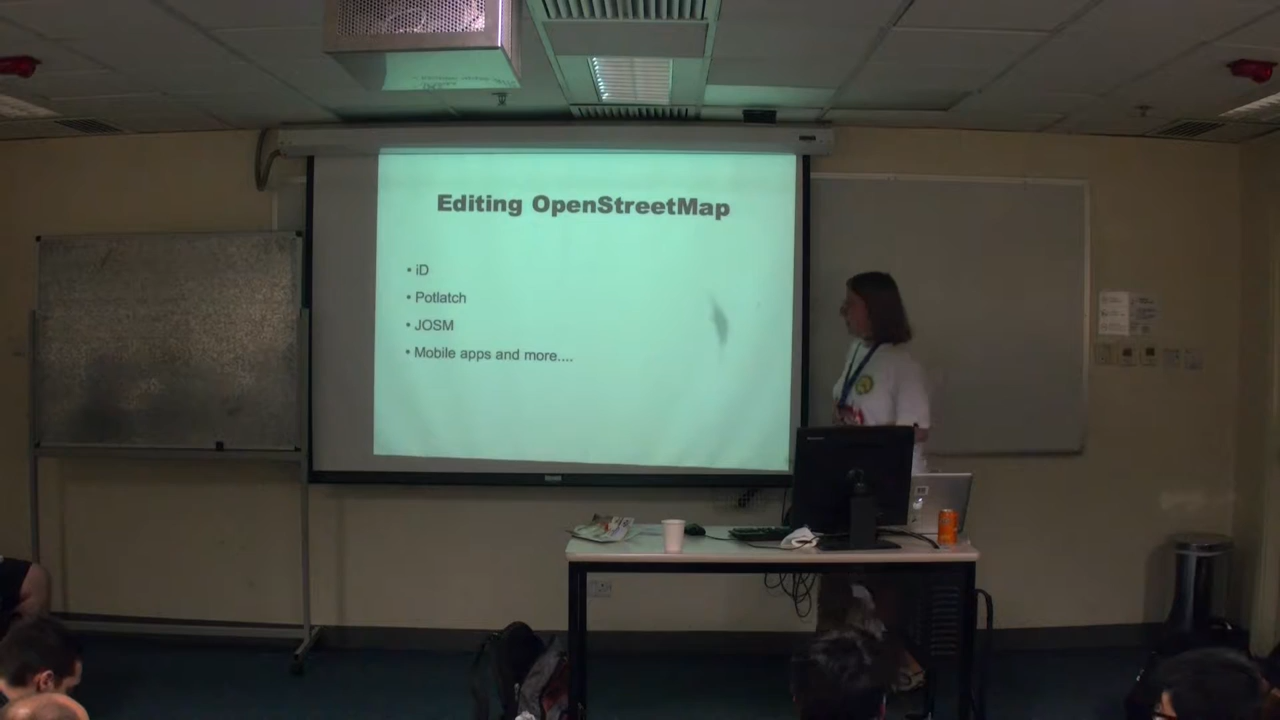 Editing OpenStreetMap
• iD
• Potlatch
• JOSM
• Mobile apps and more....